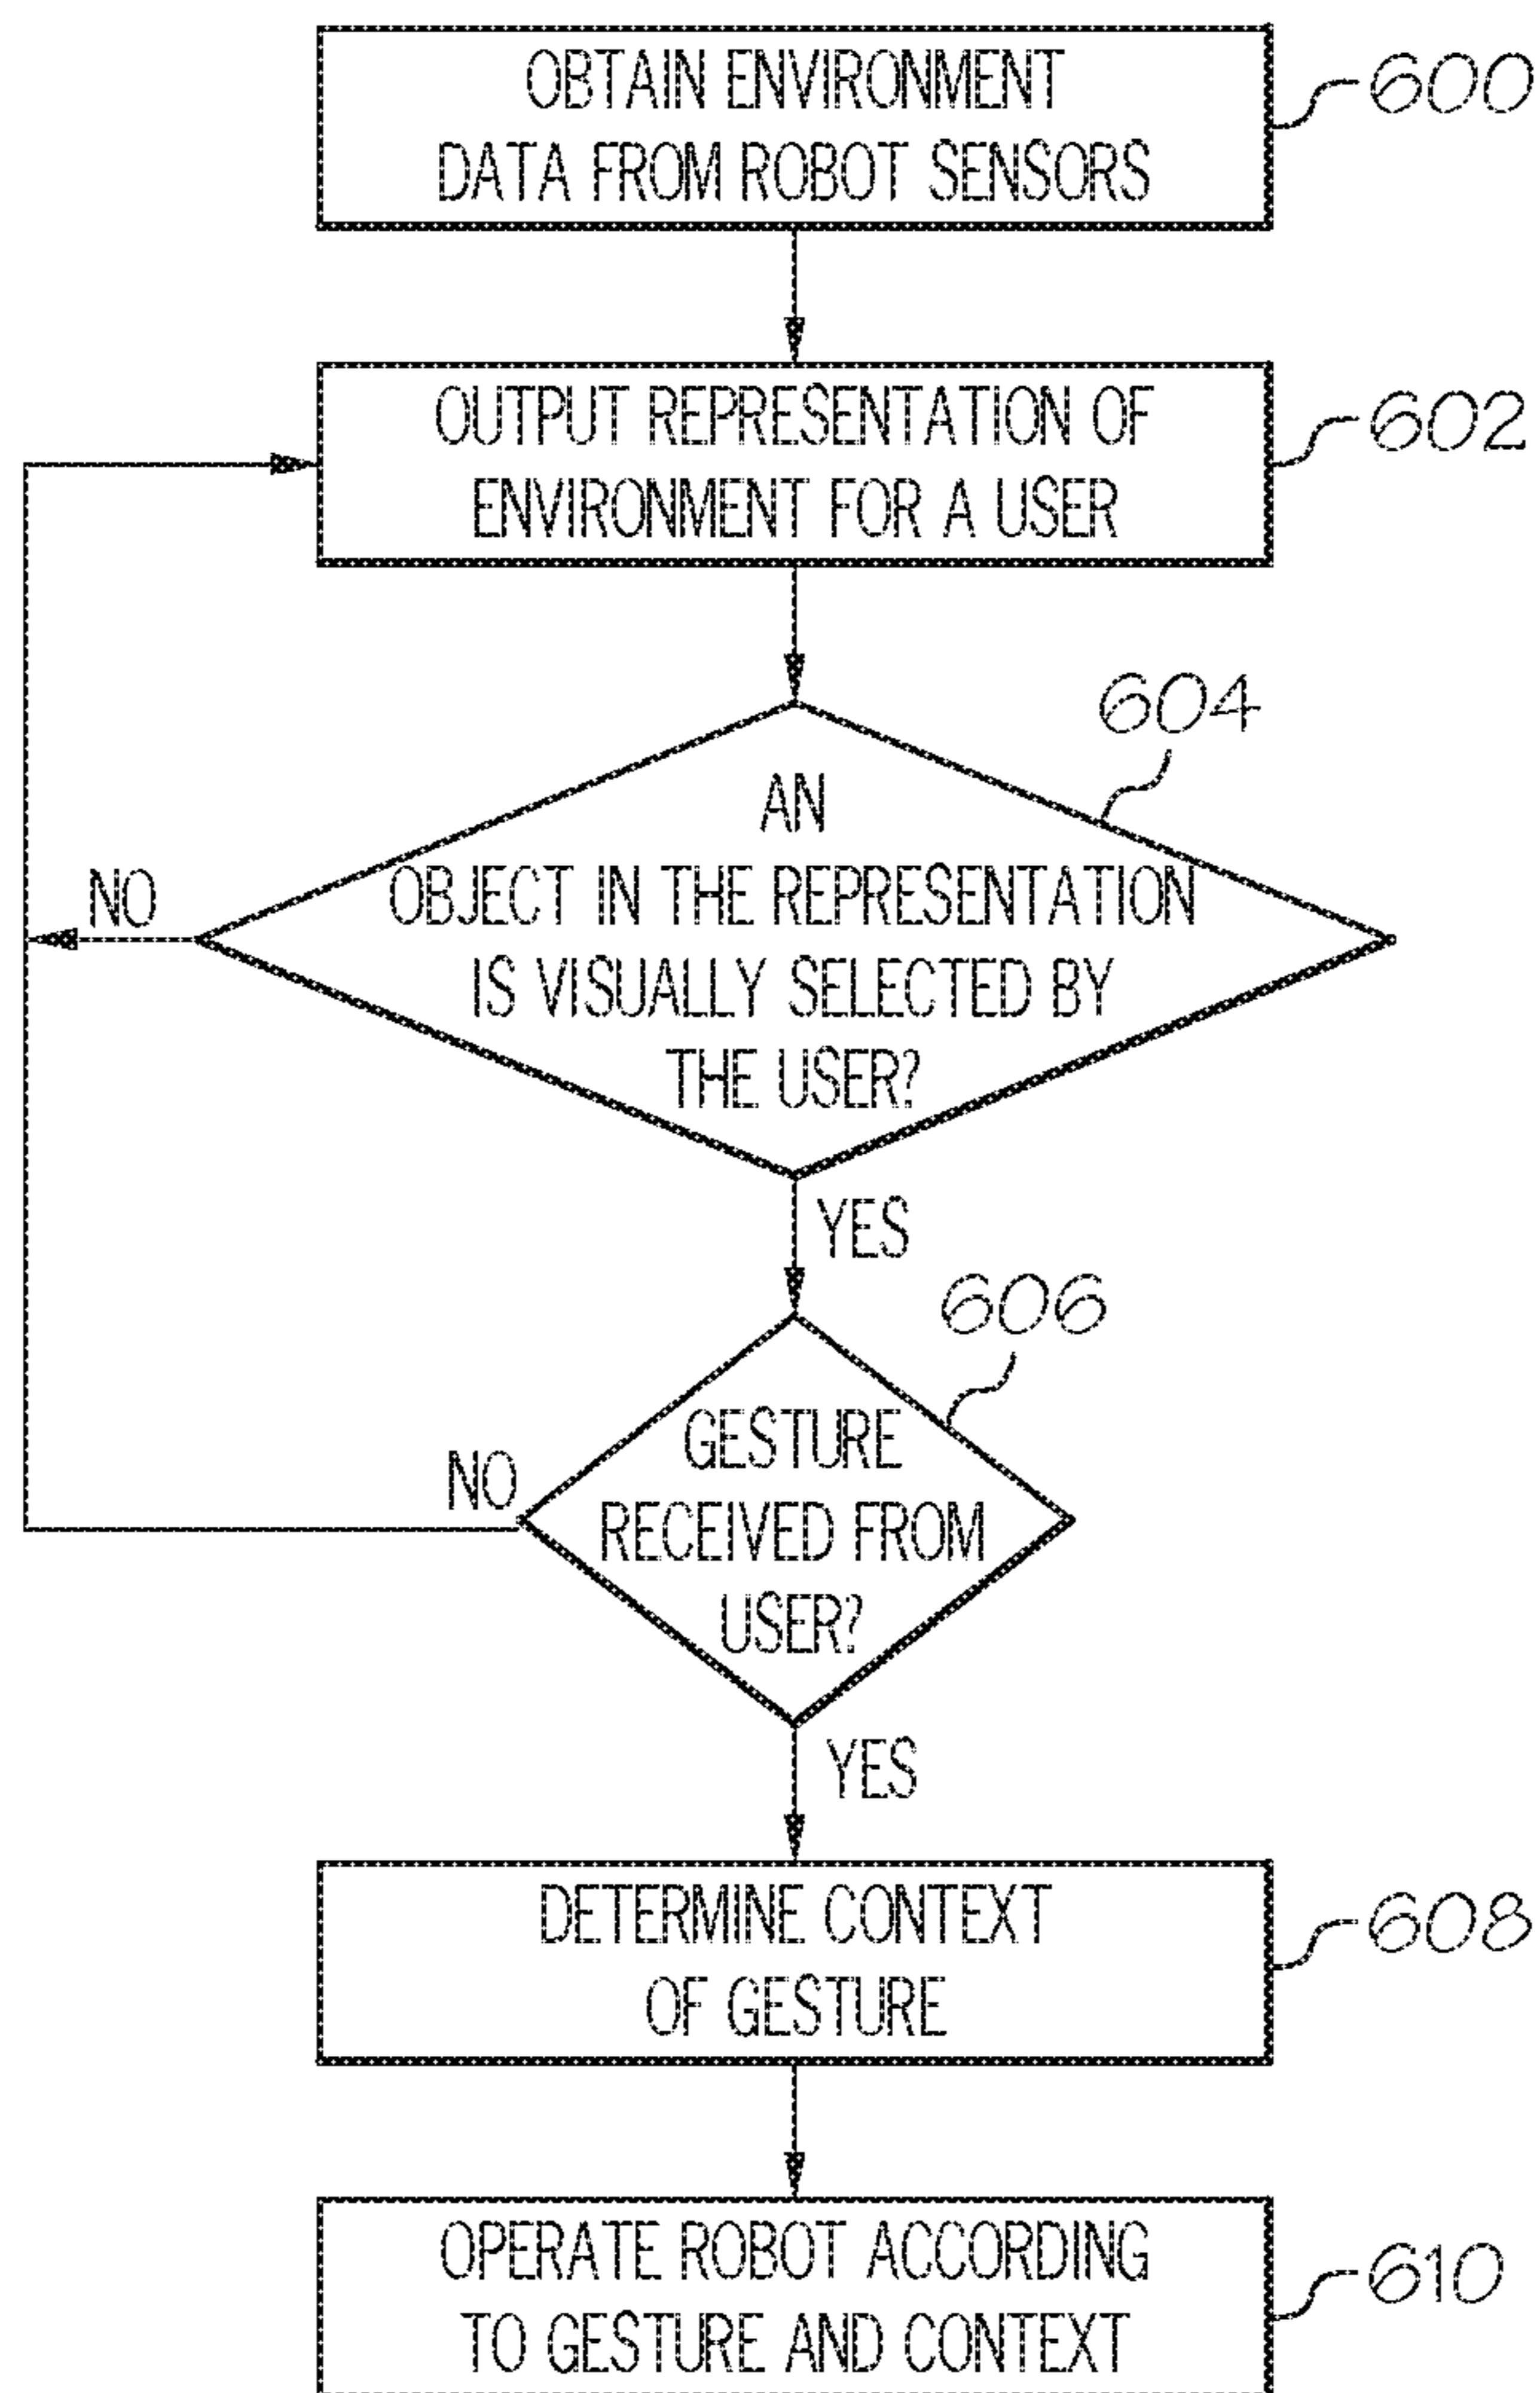 OBTAIN ENVIRONMENT
DATA FROM ROBOT SENSORS
600
OUTPUT REPRESENTATION OF
ENVIRONMENT FOR A USER
602
604
AN
OBJECT IN THE REPRESENTATION
IS VISUALLY SELECTED BY
THE USER?
NO
YES
606
GESTURE
RECEIVED FROM
USER?
NO
YES
DETERMINE CONTEXT
OF GESTURE
608
OPERATE ROBOT ACCORDING
TO GESTURE AND CONTEXT
610